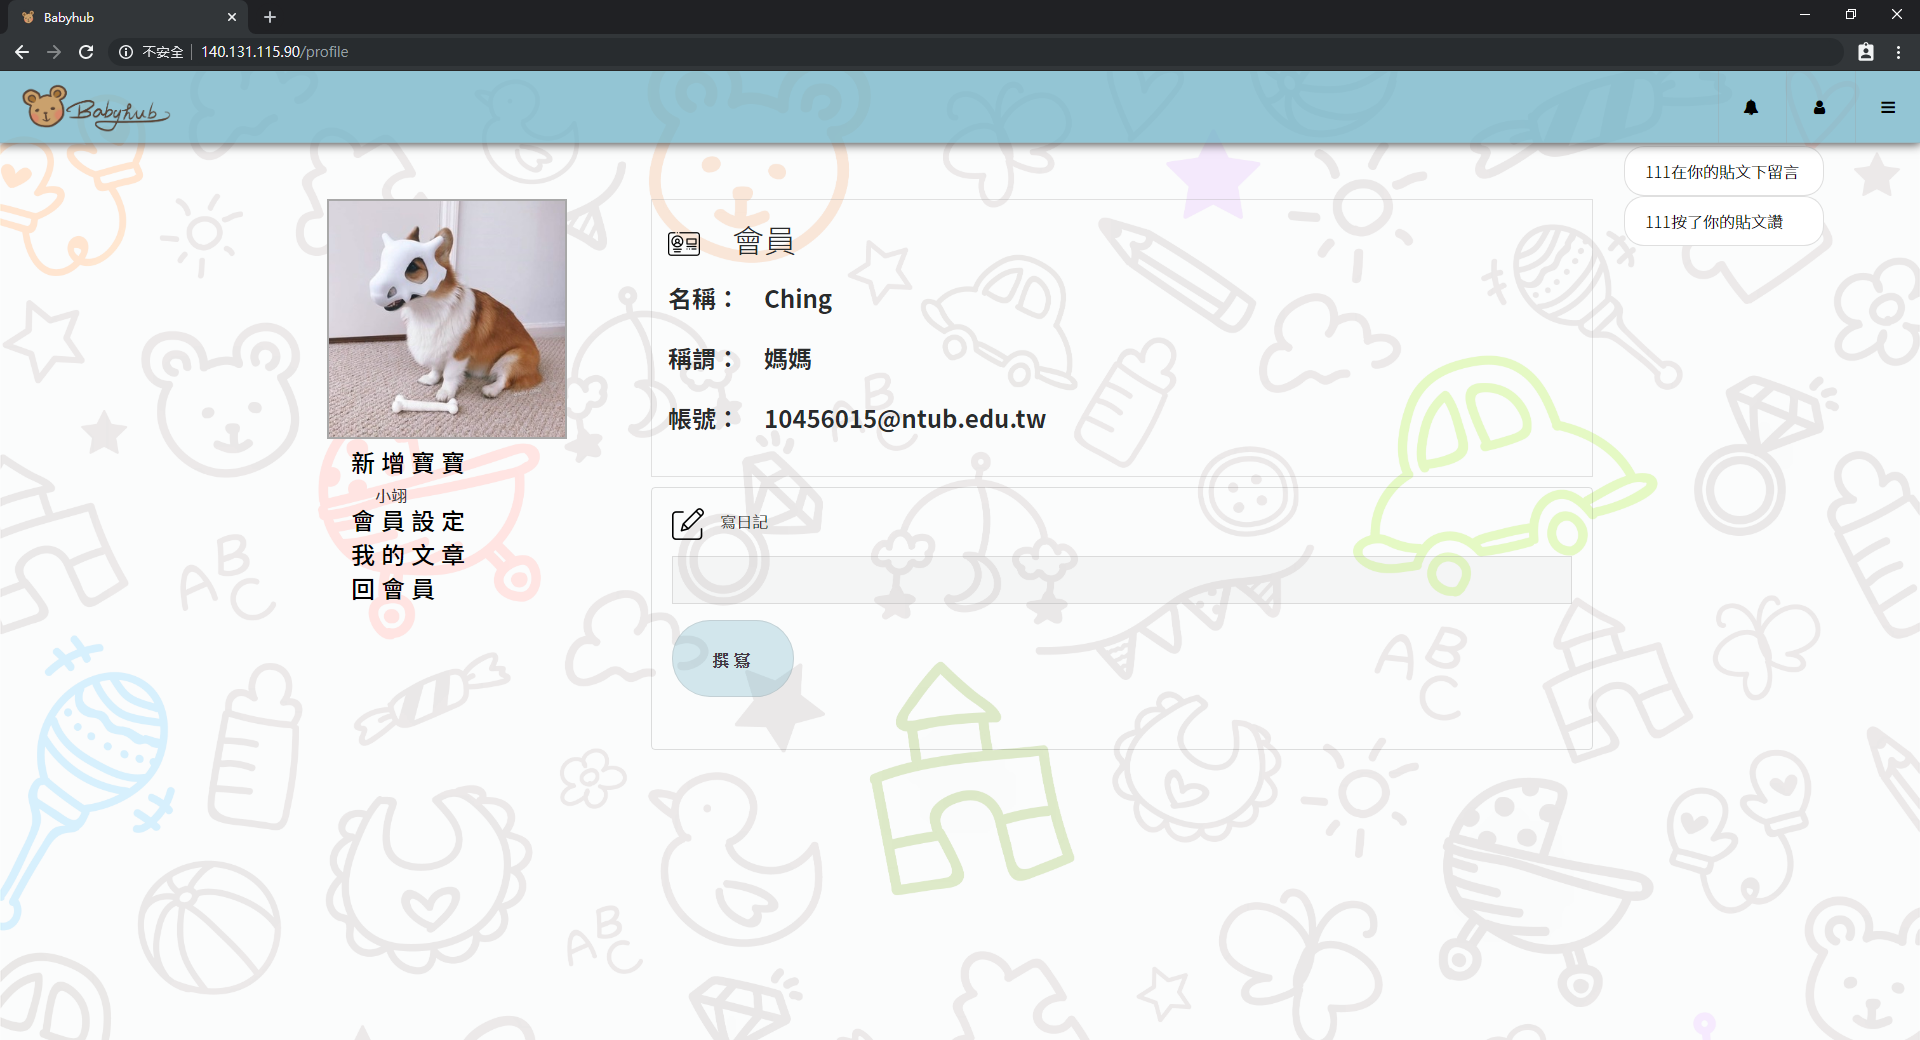 Babyhub
不安全 140.131.115.90/profile
Babyhub
111在你的貼文下留言
111按了你的貼文讚
會員
名稱： Ching
稱謂： 媽媽
帳號： 10456015@ntub.edu.tw
新增寶寶
小翊
會員設定
我的文章
回會員
寫日記
撰寫
A B C
A B C
A B C
A B C